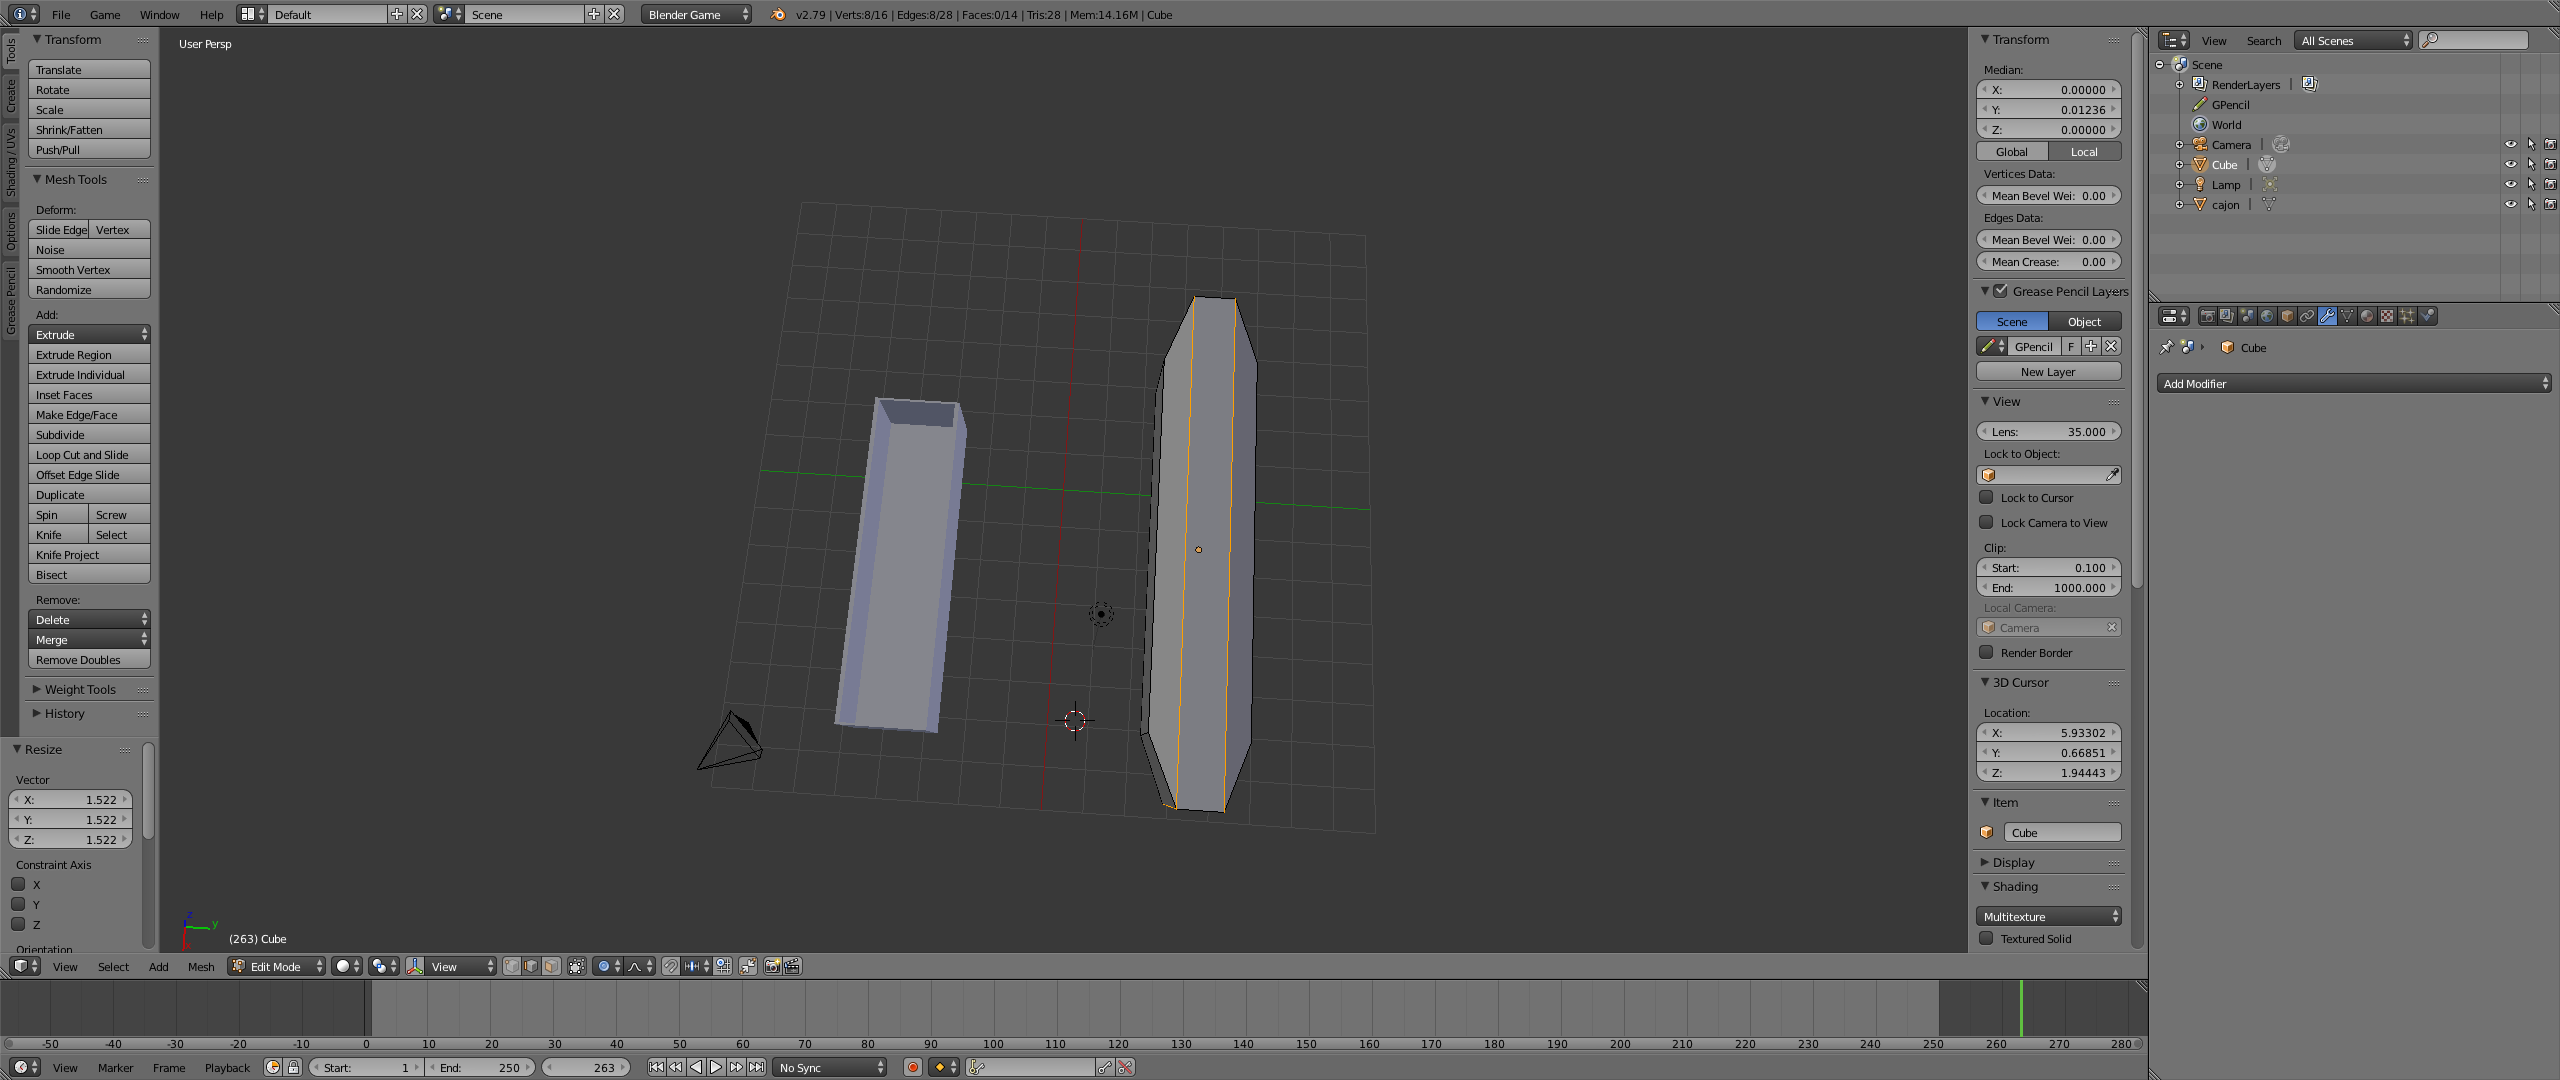 File Game Window Help Default Scene Blender Game v2.79 | Verts:8/16 | Edges:8/28 | Faces:0/14 | Tris:28 | Mem:14.16M | Cube
Tools
Create
Shading / UVs
Options
Grease Pencil
Transform
Translate
Rotate
Scale
Shrink/Fatten
Push/Pull
Mesh Tools
Deform:
Slide Edge Vertex
Noise
Smooth Vertex
Randomize
Add:
Extrude
Extrude Region
Extrude Individual
Inset Faces
Make Edge/Face
Subdivide
Loop Cut and Slide
Offset Edge Slide
Duplicate
Spin Screw
Knife Select
Knife Project
Bisect
Remove:
Delete
Merge
Remove Doubles
Weight Tools
History
Resize
Vector
X: 1.522
Y: 1.522
Z: 1.522
Constraint Axis
X
Y
Z
Orientation
User Persp
z
y
(263) Cube
Transform
Median:
X: 0.00000
Y: 0.01236
Z: 0.00000
Global Local
Vertices Data:
Mean Bevel Wei: 0.00
Edges Data:
Mean Bevel Wei: 0.00
Mean Crease: 0.00
Grease Pencil Layers
Scene Object
GPencil F
New Layer
View
Lens: 35.000
Lock to Object:
Lock to Cursor
Lock Camera to View
Clip:
Start: 0.100
End: 1000.000
Local Camera:
Camera
Render Border
3D Cursor
Location:
X: 5.93302
Y: 0.66851
Z: 1.94443
Item
Cube
Display
Shading
Multitexture
Textured Solid
View Search All Scenes
Scene
RenderLayers |
GPencil
World
Camera |
Cube |
Lamp |
cajon |
Cube
Add Modifier
View Select Add Mesh Edit Mode View
-50 -40 -30 -20 -10 0 10 20 30 40 50 60 70 80 90 100 110 120 130 140 150 160 170 180 190 200 210 220 230 240 250 260 270 280
View Marker Frame Playback Start: 1 End: 250 263 No Sync